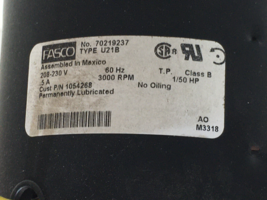 FASCO
No. 70219237
TYPE U21B
Assembled in Mexico
208-230 V 60 Hz T.P. Class B
.5 A 3000 RPM 1/50 HP
Cust P/N 1054268 No Oiling
Permanently Lubricated
AO
M3318